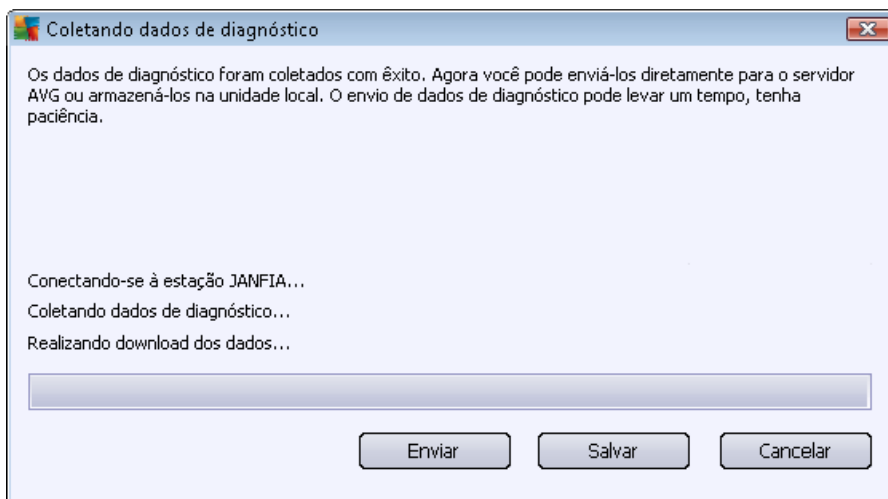 Coletando dados de diagnóstico
Os dados de diagnóstico foram coletados com êxito. Agora você pode enviá-los diretamente para o servidor
AVG ou armazená-los na unidade local. O envio de dados de diagnóstico pode levar um tempo, tenha
paciência.
Conectando-se à estação JANFIA...
Coletando dados de diagnóstico...
Realizando download dos dados...
Enviar Salvar Cancelar